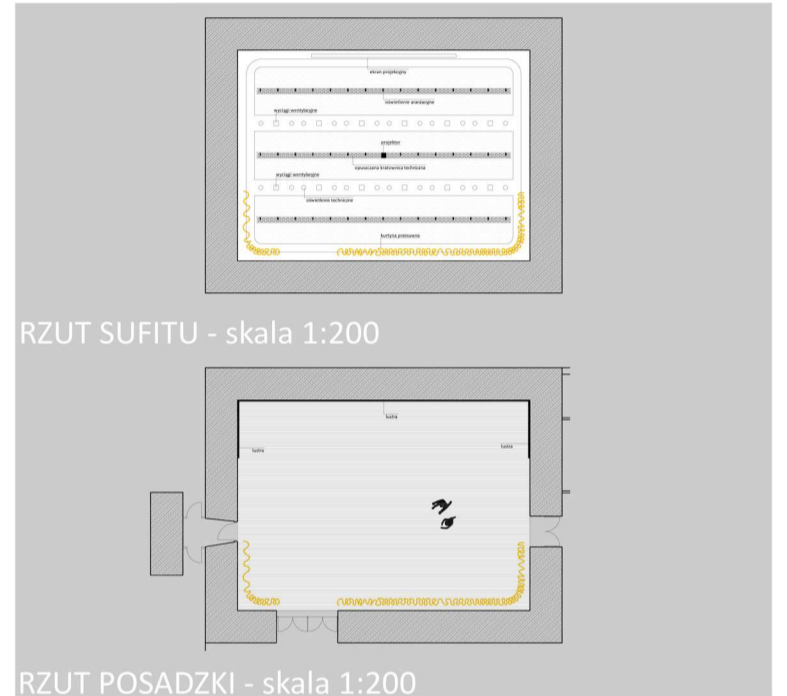 ekran projekcyjny
oświetlenie aranżacyjne
wyciągi wentylacyjne
projektor
opuszczana kratownica techniczna
wyciągi wentylacyjne
oświetlenie techniczne
kurtyna przesuwna
RZUT SUFITU - skala 1:200
lustra
lustra
lustra
RZUT POSADZKI - skala 1:200